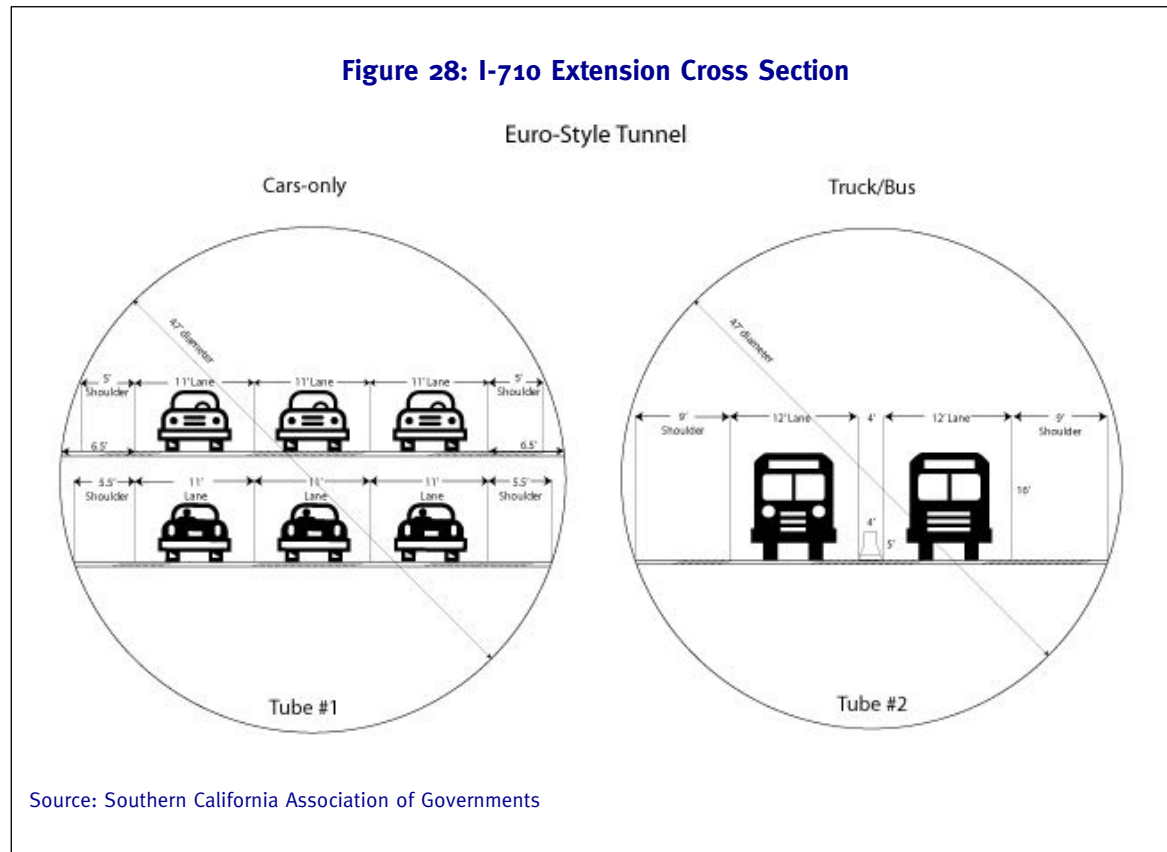 Figure 28: I-710 Extension Cross Section
Euro-Style Tunnel
Cars-only
47' diameter
5'
Shoulder
11' Lane
11' Lane
11' Lane
5'
Shoulder
6.5'
6.5'
5.5'
Shoulder
11'
Lane
11'
Lane
11'
Lane
5.5'
Shoulder
Tube #1
Truck/Bus
47' diameter
9'
Shoulder
12' Lane
4'
12' Lane
9'
Shoulder
16'
4'
5'
Tube #2
Source: Southern California Association of Governments